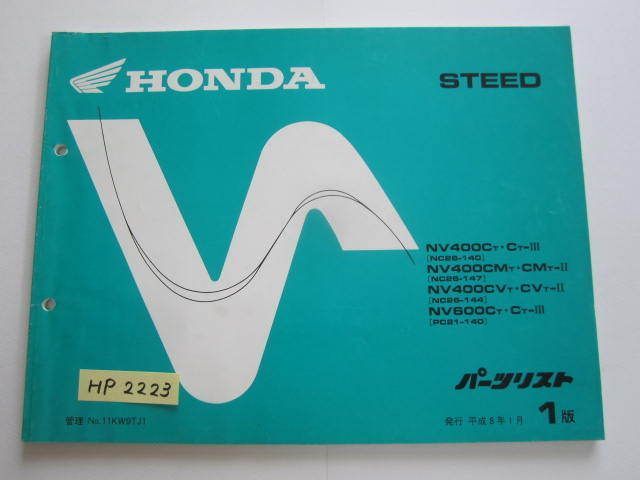 HONDA
STEED
NV400CT・CT-III
[NC26-140]
NV400CMT・CMT-II
[NC26-147]
NV400CVT・CVT-II
[NC26-144]
NV600CT・CT-III
[PC21-140]
パーツリスト
HP 2223
管理 No.11KW9TJ1
発行 平成8年1月 1版